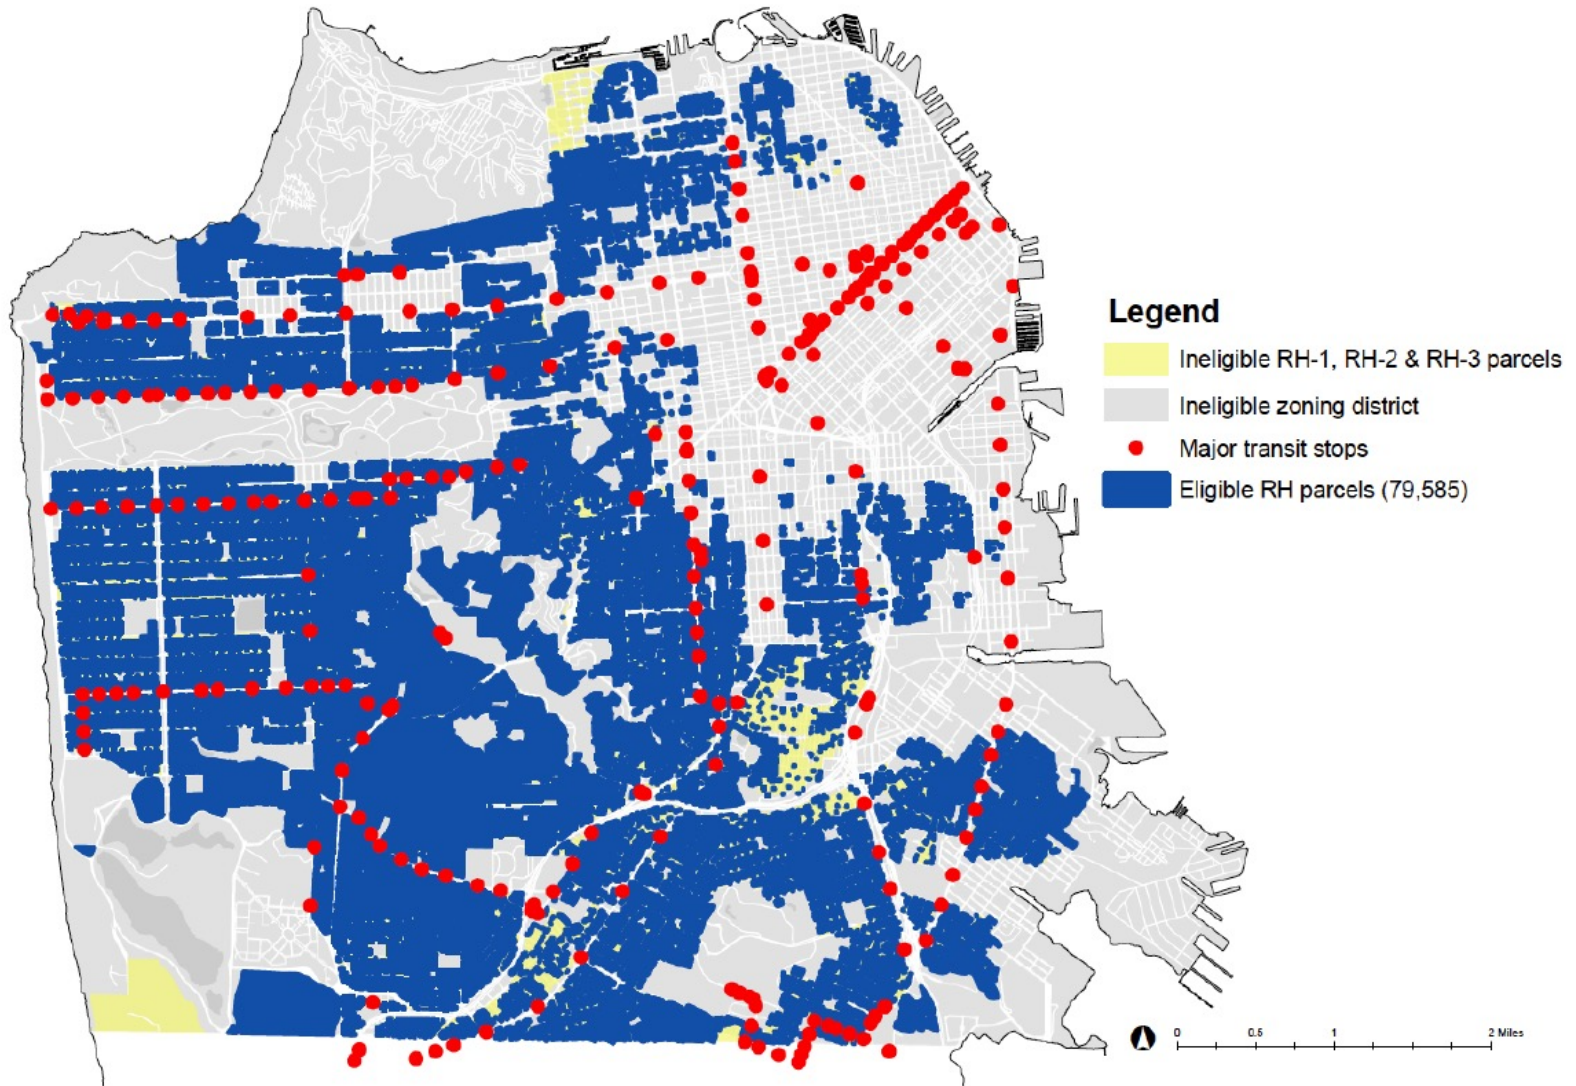 Legend
Ineligible RH-1, RH-2 & RH-3 parcels
Ineligible zoning district
Major transit stops
Eligible RH parcels (79,585)
0 0.5 1 2 Miles